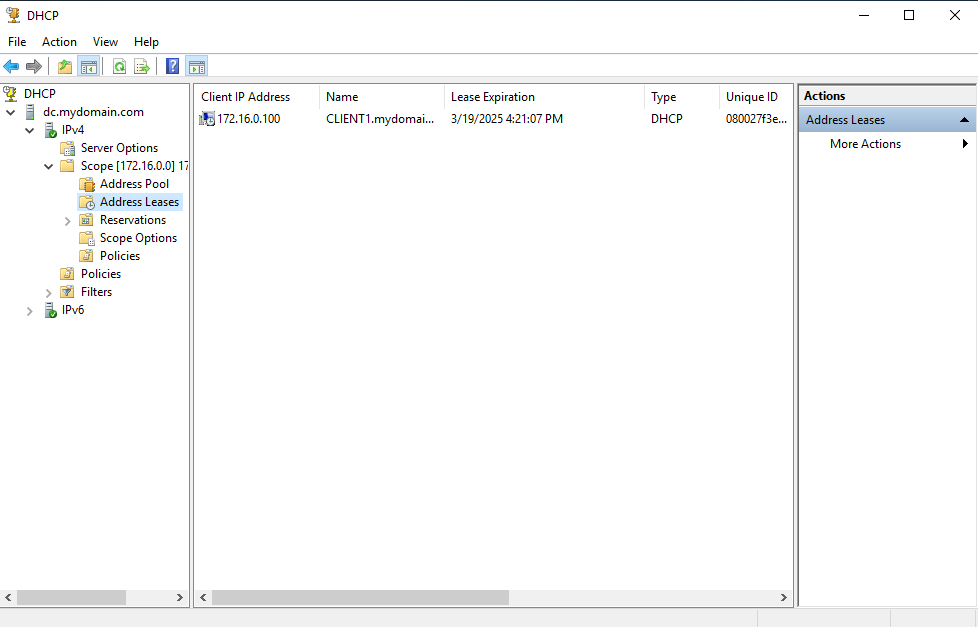 DHCP
File Action View Help
DHCP
dc.mydomain.com
IPv4
Server Options
Scope [172.16.0.0] 17
Address Pool
Address Leases
Reservations
Scope Options
Policies
Policies
Filters
IPv6
Client IP Address Name Lease Expiration Type Unique ID
172.16.0.100 CLIENT1.mydomai... 3/19/2025 4:21:07 PM DHCP 080027f3e...
Actions
Address Leases
More Actions